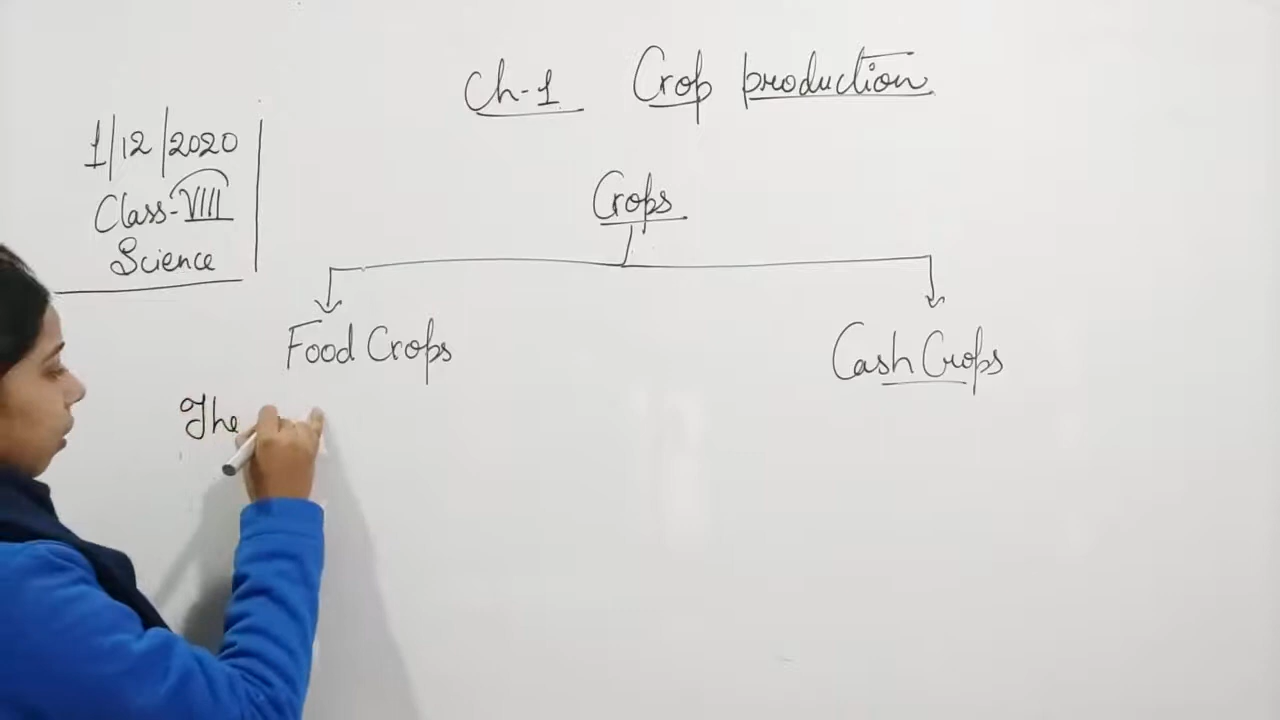 Ch-1 Crop production
1/12/2020
Class-VIII
Science
Crops
Food Crops
Cash Crops
The